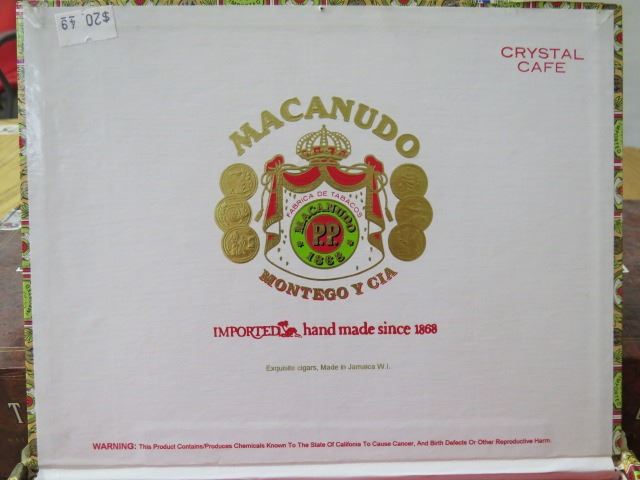 $20
49
CRYSTAL
CAFE
MACANUDO
FABRICA DE TABACOS
MACANUDO
P.P.
1868
MONTEGO Y CIA
IMPORTED, hand made since 1868
Exquisite cigars, Made in Jamaica W.I.
WARNING: This Product Contains/Produces Chemicals Known To The State Of Califonia To Cause Cancer, And Birth Defects Or Other Reproductive Harm.
T